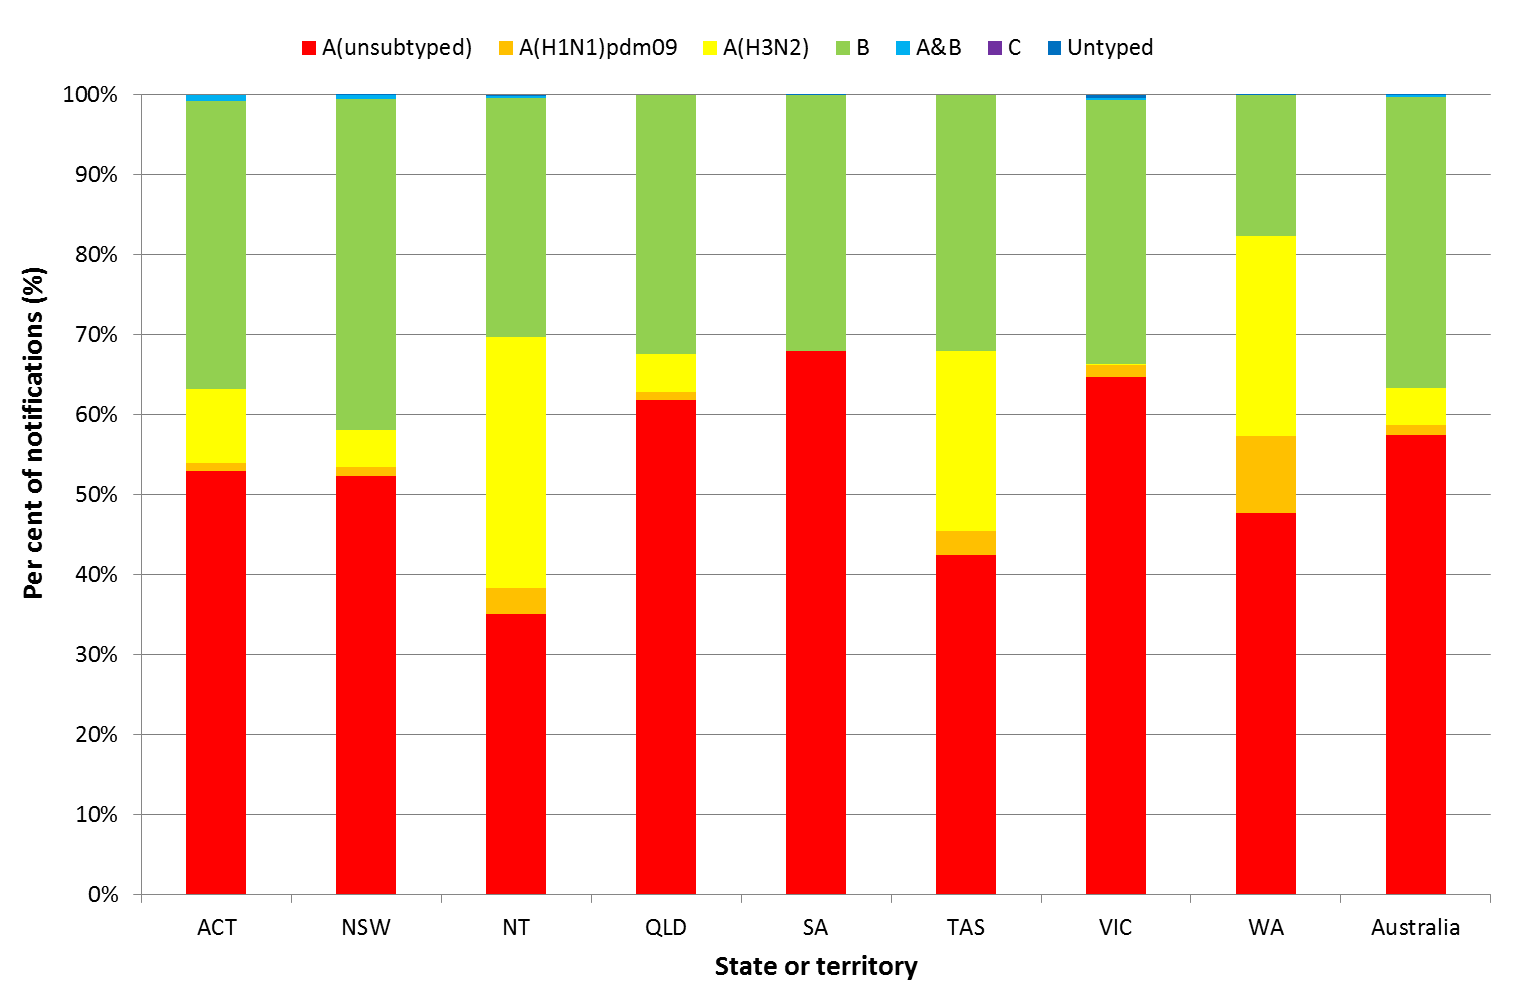 A(unsubtyped) A(H1N1)pdm09 A(H3N2) B A&B C Untyped
Per cent of notifications (%)
100%
90%
80%
70%
60%
50%
40%
30%
20%
10%
0%
ACT NSW NT QLD SA TAS VIC WA Australia
State or territory